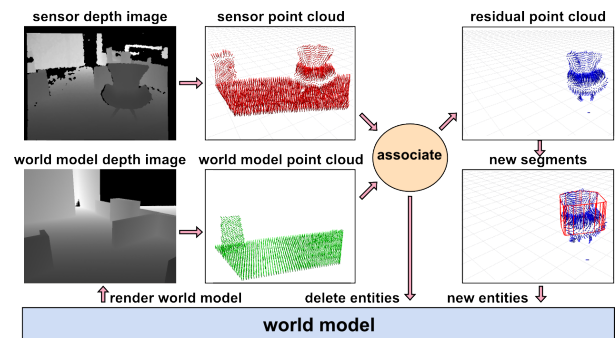 sensor depth image
sensor point cloud
residual point cloud
associate
world model depth image
world model point cloud
new segments
render world model
delete entities
new entities
world model